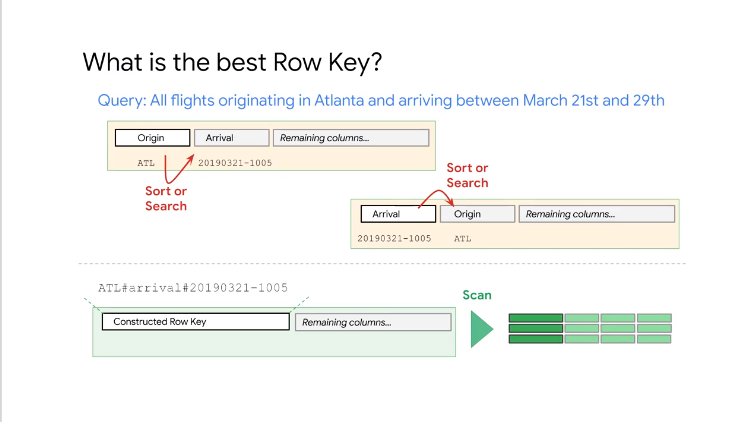 What is the best Row Key?
Query: All flights originating in Atlanta and arriving between March 21st and 29th
Origin Arrival Remaining columns...
ATL 20190321-1005
Sort or
Search
Sort or
Search
Arrival Origin Remaining columns...
20190321-1005 ATL
ATL#arrival#20190321-1005
Scan
Constructed Row Key Remaining columns...